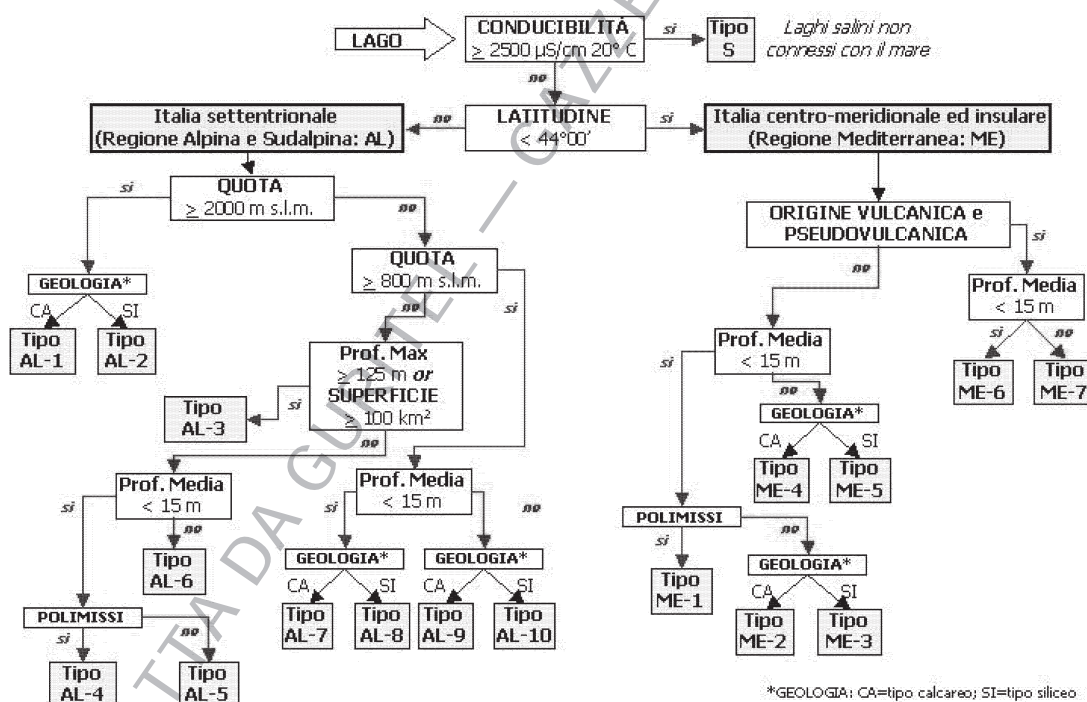 LAGO
CONDUCIBILITÀ
≥ 2500 µS/cm 20° C
si
Tipo
S
Laghi salini non
connessi con il mare
no
Italia settentrionale
(Regione Alpina e Sudalpina: AL)
no
LATITUDINE
< 44°00'
si
Italia centro-meridionale ed insulare
(Regione Mediterranea: ME)
si
QUOTA
≥ 2000 m s.l.m.
no
ORIGINE VULCANICA e
PSEUDOVULCANICA
no
si
QUOTA
≥ 800 m s.l.m.
no
si
GEOLOGIA*
CA
SI
Tipo
AL-1
Tipo
AL-2
Prof. Media
< 15 m
si
no
Tipo
ME-6
Tipo
ME-7
Prof. Max
≥ 125 m or
SUPERFICIE
≥ 100 km²
si
no
Tipo
AL-3
Prof. Media
< 15 m
si
no
GEOLOGIA*
CA
SI
Tipo
ME-4
Tipo
ME-5
Prof. Media
< 15 m
si
no
Tipo
AL-6
Prof. Media
< 15 m
si
no
GEOLOGIA*
CA
SI
GEOLOGIA*
CA
SI
Tipo
AL-7
Tipo
AL-8
Tipo
AL-9
Tipo
AL-10
POLIMISSI
si
no
Tipo
AL-4
Tipo
AL-5
POLIMISSI
si
no
Tipo
ME-1
GEOLOGIA*
CA
SI
Tipo
ME-2
Tipo
ME-3
*GEOLOGIA: CA=tipo calcareo; SI=tipo siliceo
TTA DA GURITEL — GAZZE